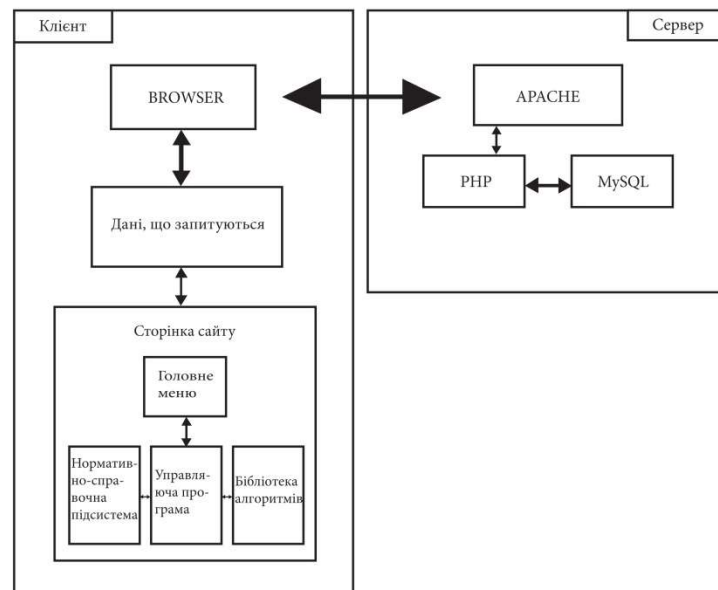 Клієнт
BROWSER
Дані, що запитуються
Сторінка сайту
Головне
меню
Норматив-
но-спра-
вочна
підсистема
Управля-
юча про-
грама
Бібліотека
алгоритмів
Сервер
APACHE
PHP
MySQL